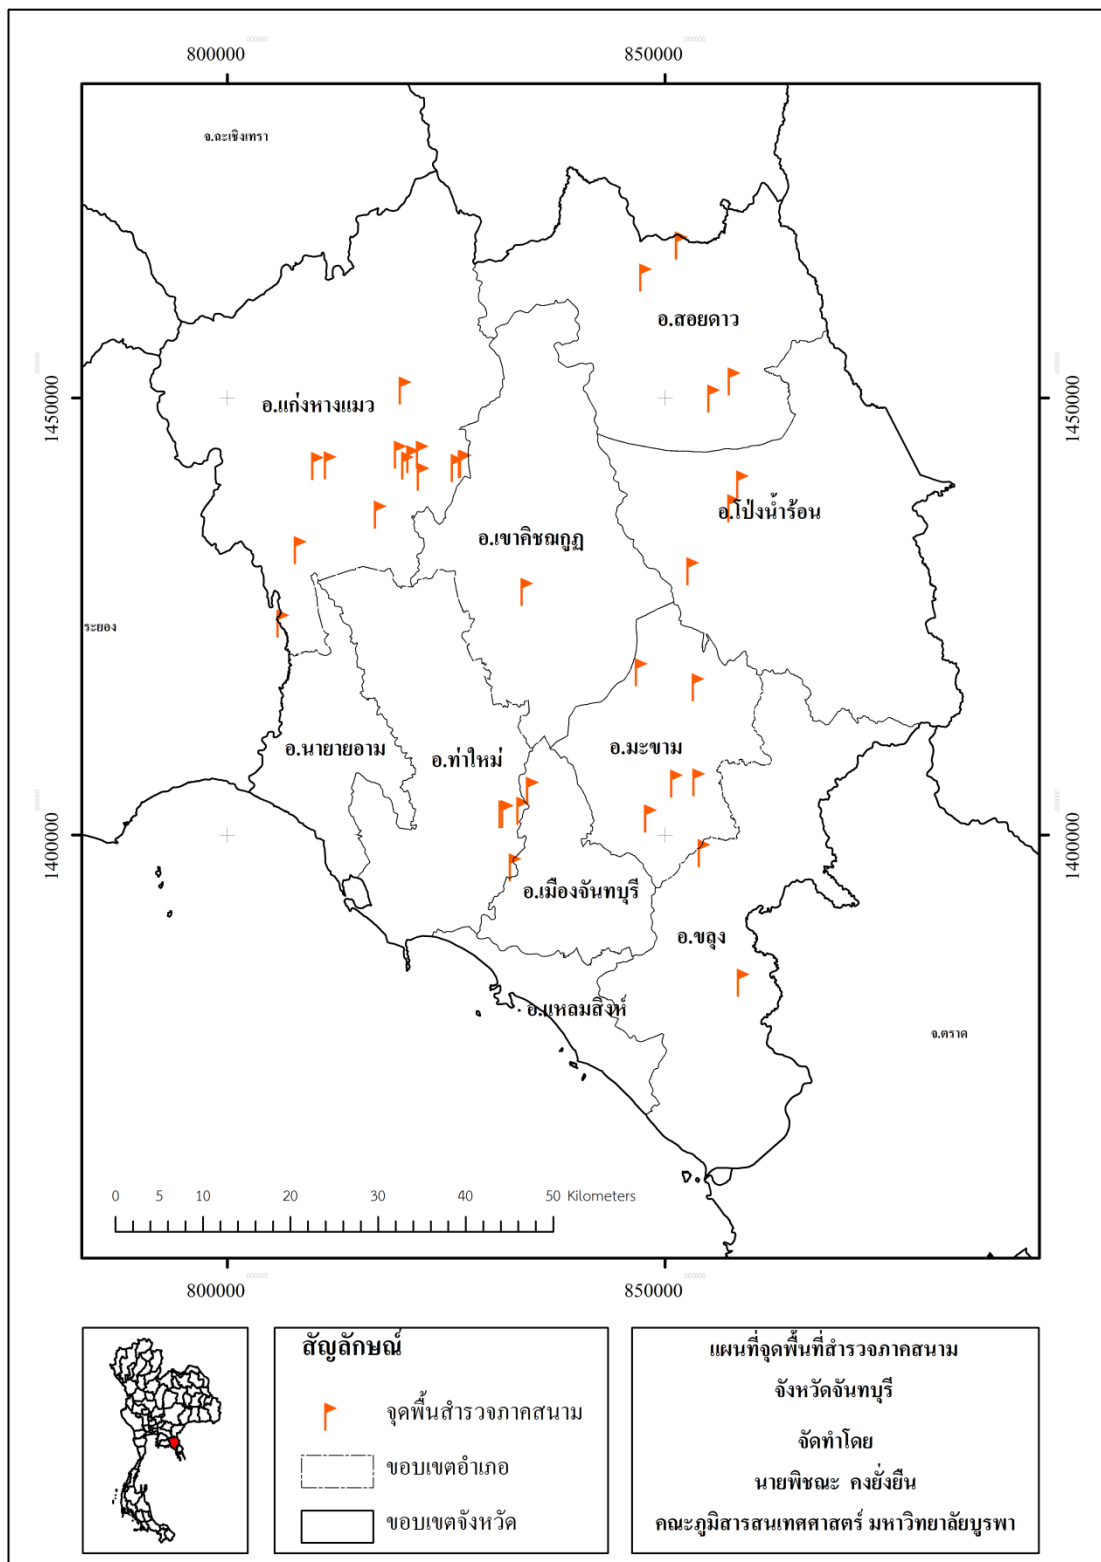 800000
850000
จ.ฉะเชิงเทรา
อ.สอยดาว
1450000
1450000
อ.แก่งหางแมว
อ.โป่งน้ำร้อน
อ.เขาคิชฌกูฏ
ระยอง
อ.นายายอาม
อ.ท่าใหม่
อ.มะขาม
1400000
1400000
อ.เมืองจันทบุรี
อ.ขลุง
อ.แหลมสิงห์
จ.ตราด
0 5 10 20 30 40 50 Kilometers
800000
850000
สัญลักษณ์
จุดพื้นสำรวจภาคสนาม
ขอบเขตอำเภอ
ขอบเขตจังหวัด
แผนที่จุดพื้นที่สำรวจภาคสนาม
จังหวัดจันทบุรี
จัดทำโดย
นายพิชณะ คงยั่งยืน
คณะภูมิสารสนเทศศาสตร์ มหาวิทยาลัยบูรพา